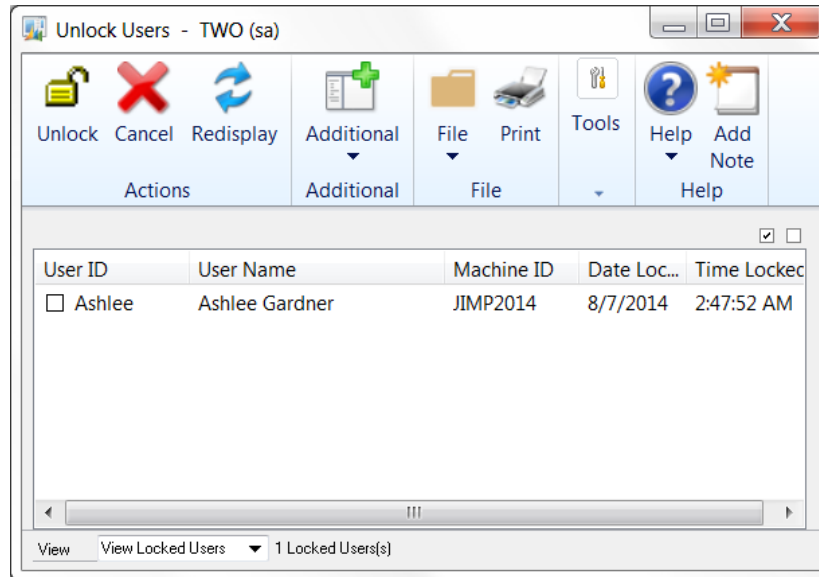 Unlock Users - TWO (sa)
Unlock Cancel Redisplay Additional File Print Tools Help Add Note
Actions Additional File Help
User ID User Name Machine ID Date Loc... Time Locked
Ashlee Ashlee Gardner JIMP2014 8/7/2014 2:47:52 AM
View View Locked Users 1 Locked Users(s)